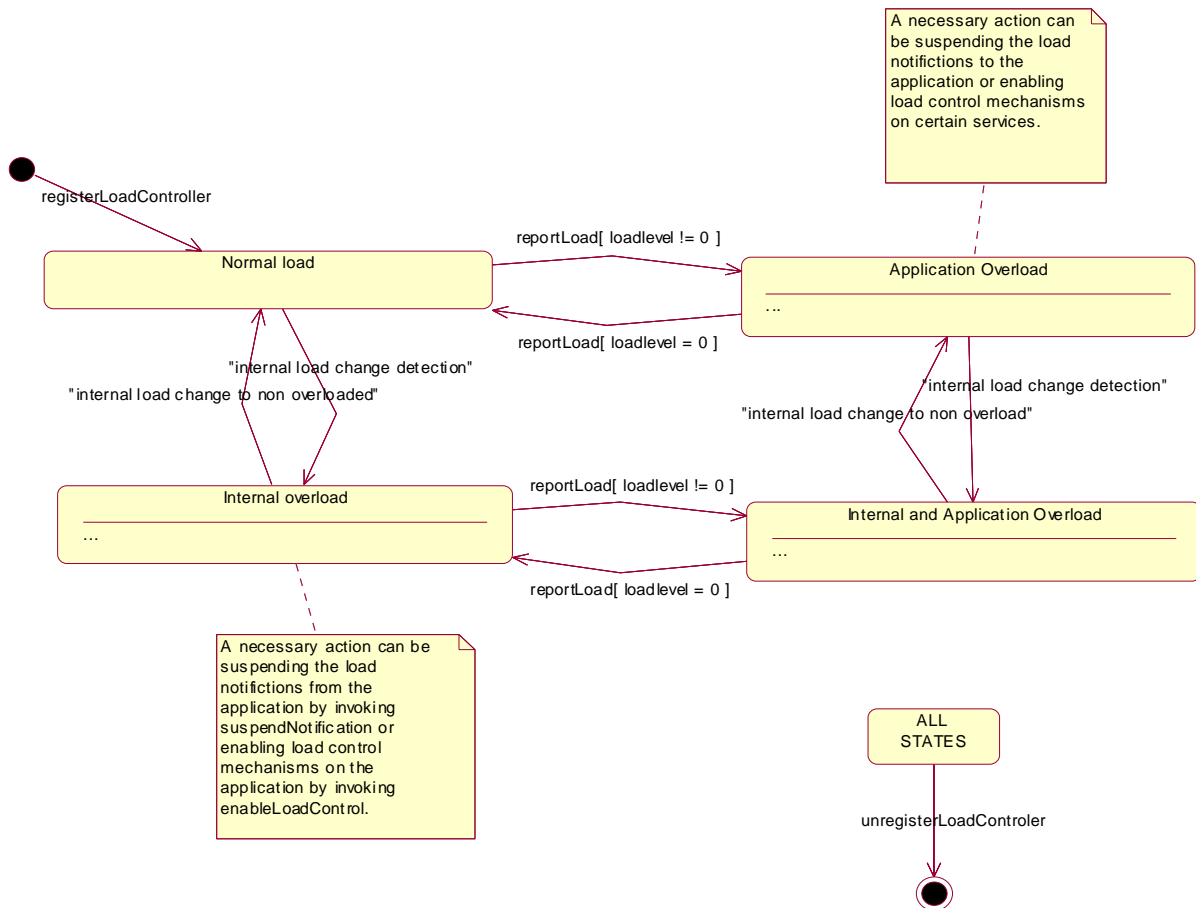 A necessary action can
be suspending the load
notifictions to the
application or enabling
load control mechanisms
on certain services.
registerLoadController
reportLoad[ loadlevel != 0 ]
Normal load
Application Overload
...
reportLoad[ loadlevel = 0 ]
"internal load change detection"
"internal load change to non overloaded"
"internal load change detection"
"internal load change to non overload"
reportLoad[ loadlevel != 0 ]
Internal overload
...
Internal and Application Overload
...
reportLoad[ loadlevel = 0 ]
A necessary action can be
suspending the load
notifictions from the
application by invoking
suspendNotification or
enabling load control
mechanisms on the
application by invoking
enableLoadControl.
ALL
STATES
unregisterLoadControler